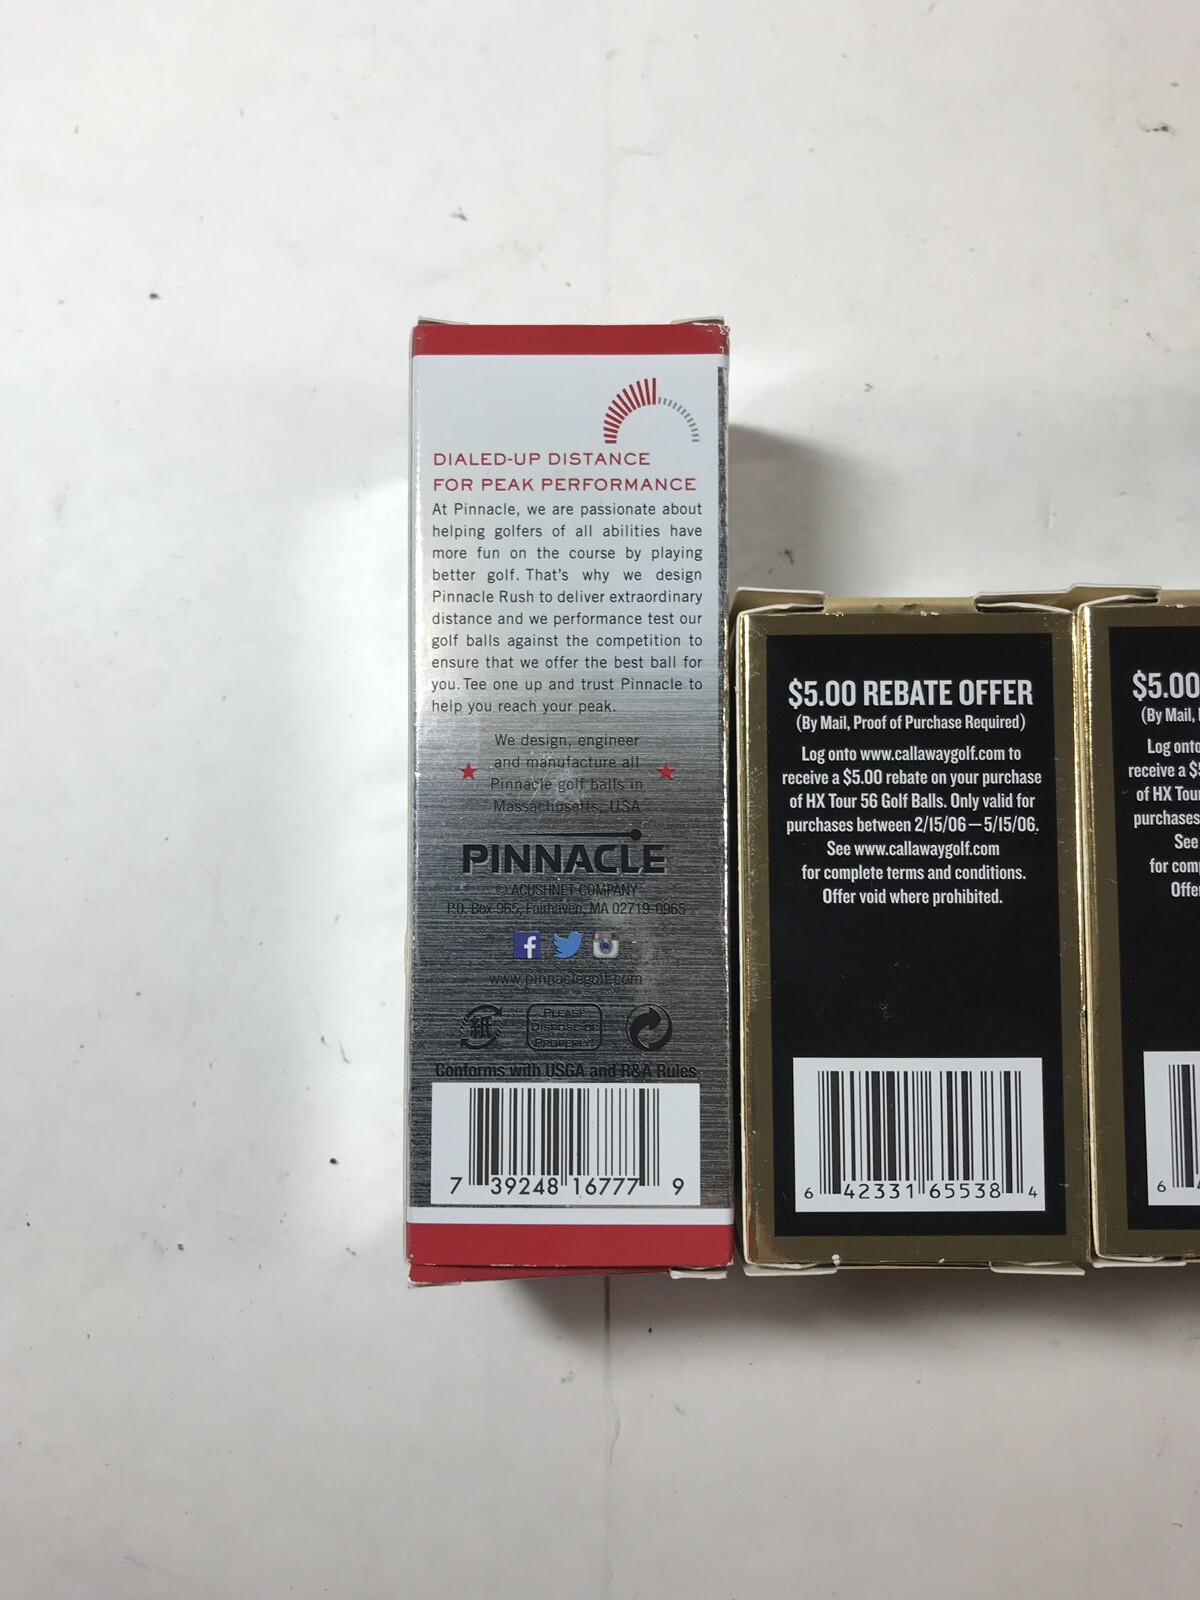 DIALED-UP DISTANCE
FOR PEAK PERFORMANCE
At Pinnacle, we are passionate about
helping golfers of all abilities have
more fun on the course by playing
better golf. That's why we design
Pinnacle Rush to deliver extraordinary
distance and we performance test our
golf balls against the competition to
ensure that we offer the best ball for
you. Tee one up and trust Pinnacle to
help you reach your peak.
We design, engineer
and manufacture all
Pinnacle golf balls in
Massachusetts, USA
PINNACLE
© ACUSHNET COMPANY
P.O. Box 965, Fairhaven, MA 02719-0965
www.pinnaclegolf.com
紙
PLEASE
DISPOSE OF
PROPERLY!
Conforms with USGA and R&A Rules
7 39248 16777 9
$5.00 REBATE OFFER
(By Mail, Proof of Purchase Required)
Log onto www.callawaygolf.com to
receive a $5.00 rebate on your purchase
of HX Tour 56 Golf Balls. Only valid for
purchases between 2/15/06—5/15/06.
See www.callawaygolf.com
for complete terms and conditions.
Offer void where prohibited.
6 42331 65538 4
$5.00
(By Mail,
Log onto
receive a
of HX Tour
purchases
See
for
6